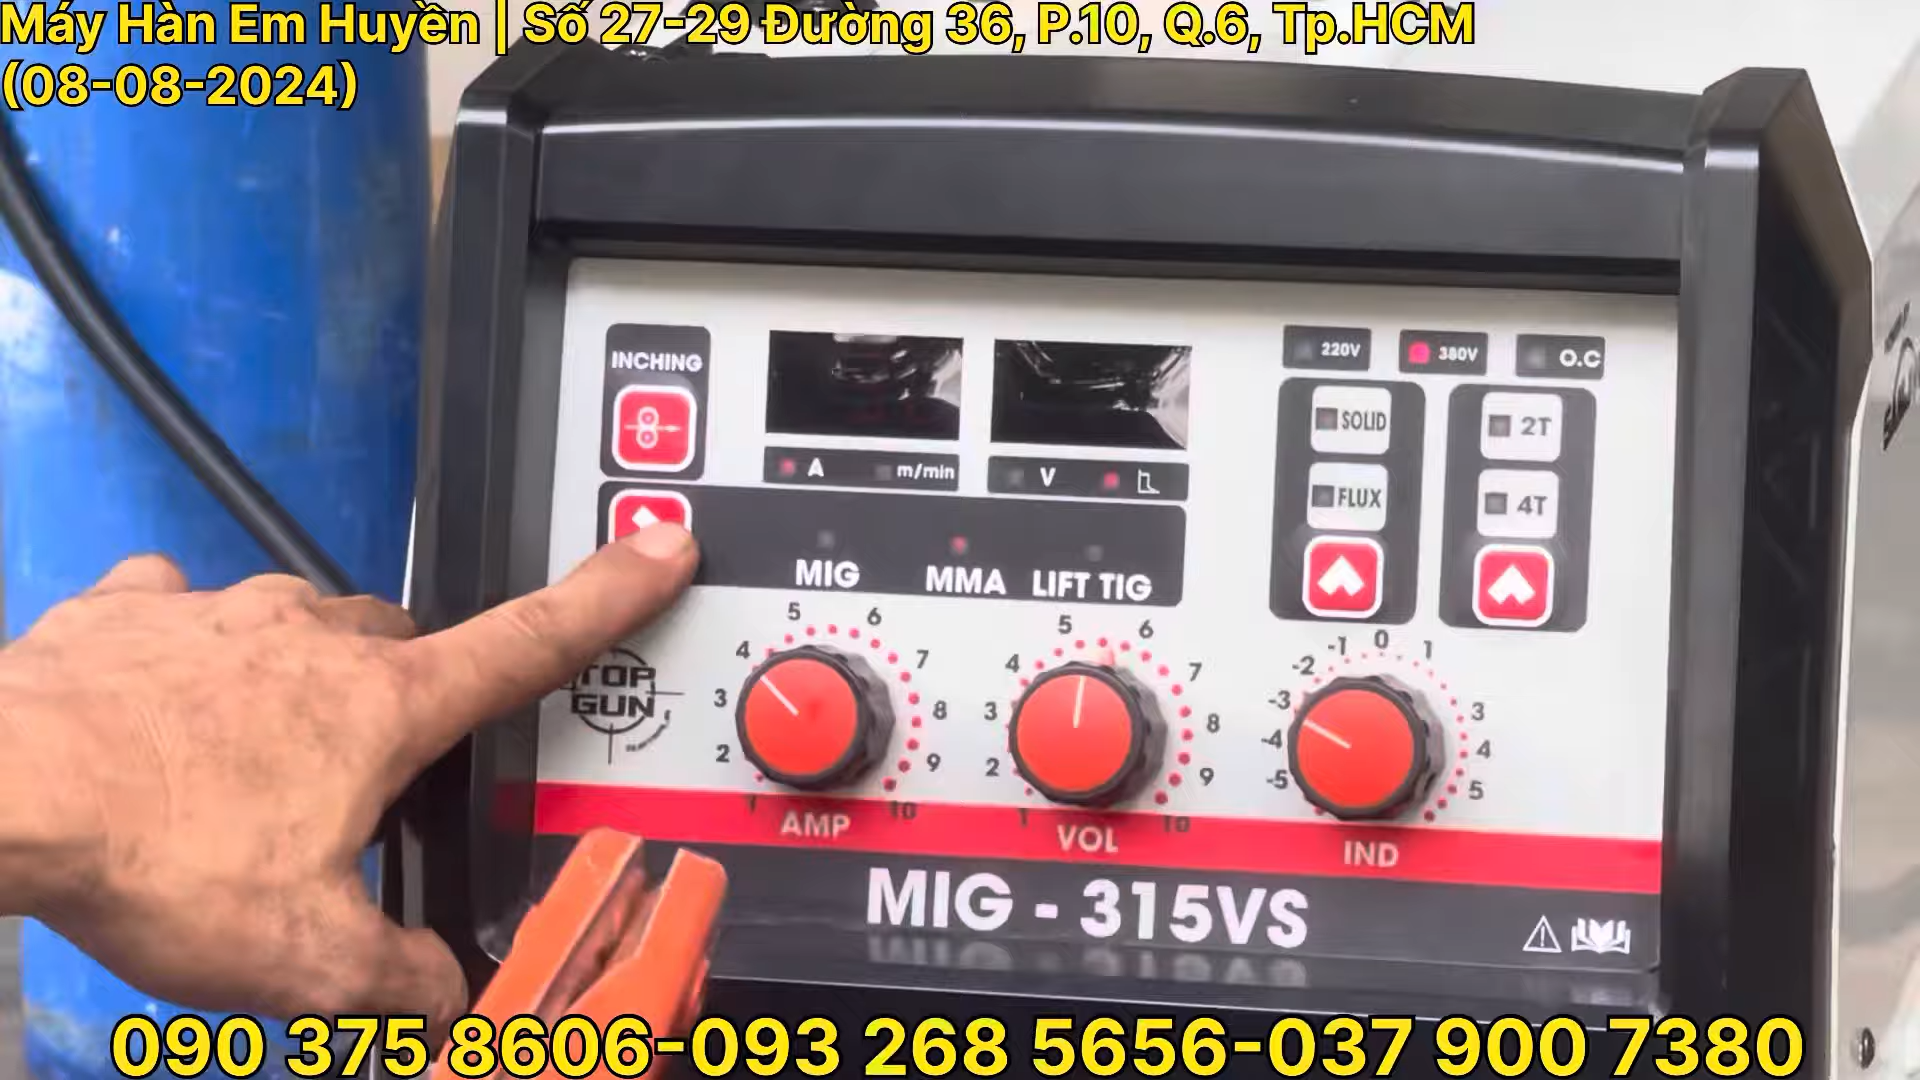 Máy Hàn Em Huyền | Số 27-29 Đường 36, P.10, Q.6, Tp.HCM
(08-08-2024)
INCHING
220V 380V O.C
A m/min V
SOLID 2T
FLUX 4T
MIG MMA LIFT TIG
TOP
GUN
1 2 3 4 5 6 7 8 9 10
AMP
1 2 3 4 5 6 7 8 9 10
VOL
-5 -4 -3 -2 -1 0 1 3 4 5
IND
MIG - 315VS
090 375 8606-093 268 5656-037 900 7380